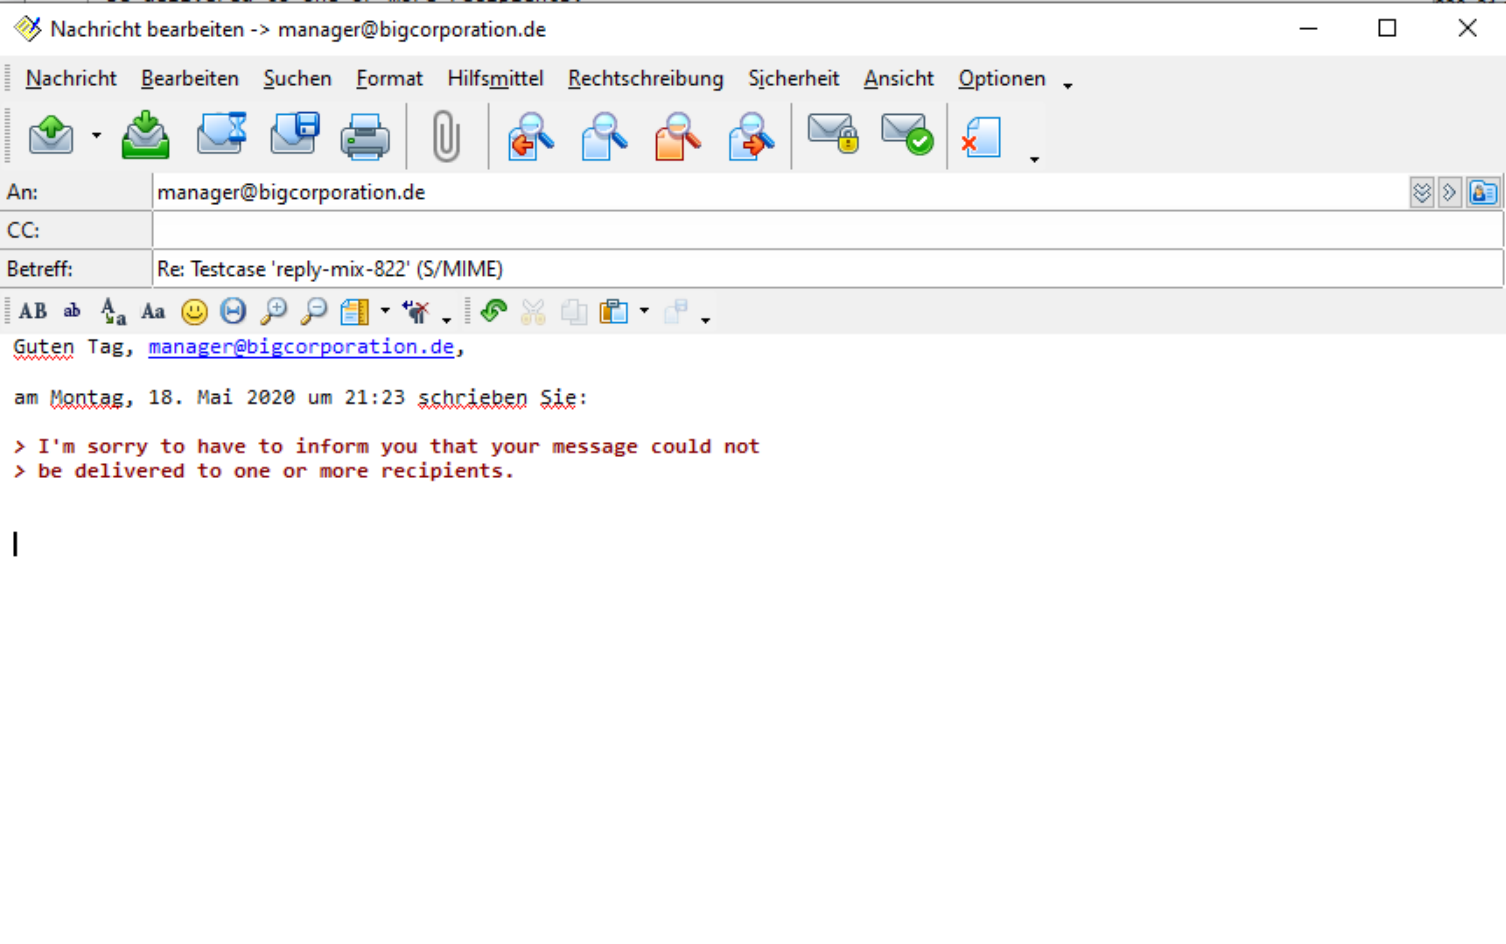 Nachricht bearbeiten -> manager@bigcorporation.de
Nachricht Bearbeiten Suchen Format Hilfsmittel Rechtschreibung Sicherheit Ansicht Optionen
An: manager@bigcorporation.de
CC:
Betreff: Re: Testcase 'reply-mix-822' (S/MIME)
AB ab Aa Aa
Guten Tag, manager@bigcorporation.de,
am Montag, 18. Mai 2020 um 21:23 schrieben Sie:
> I'm sorry to have to inform you that your message could not
> be delivered to one or more recipients.